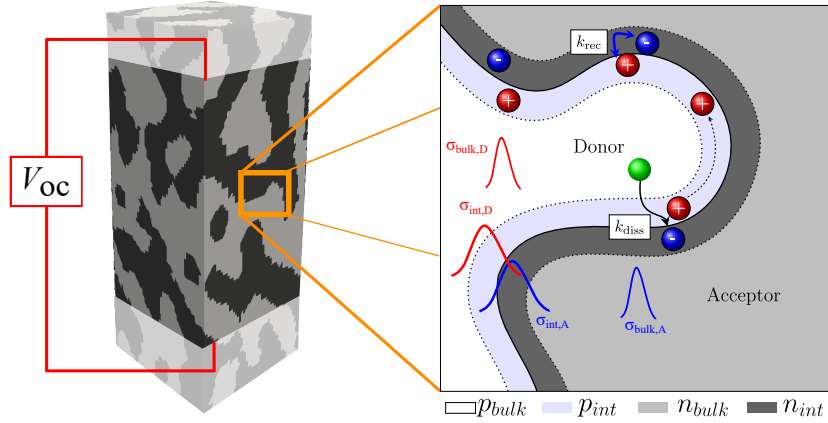 V_oc
k_rec
-
-
+
+
+
σ_bulk,D
Donor
σ_int,D
+
k_diss
-
Acceptor
σ_int,A
σ_bulk,A
p_bulk p_int n_bulk n_int